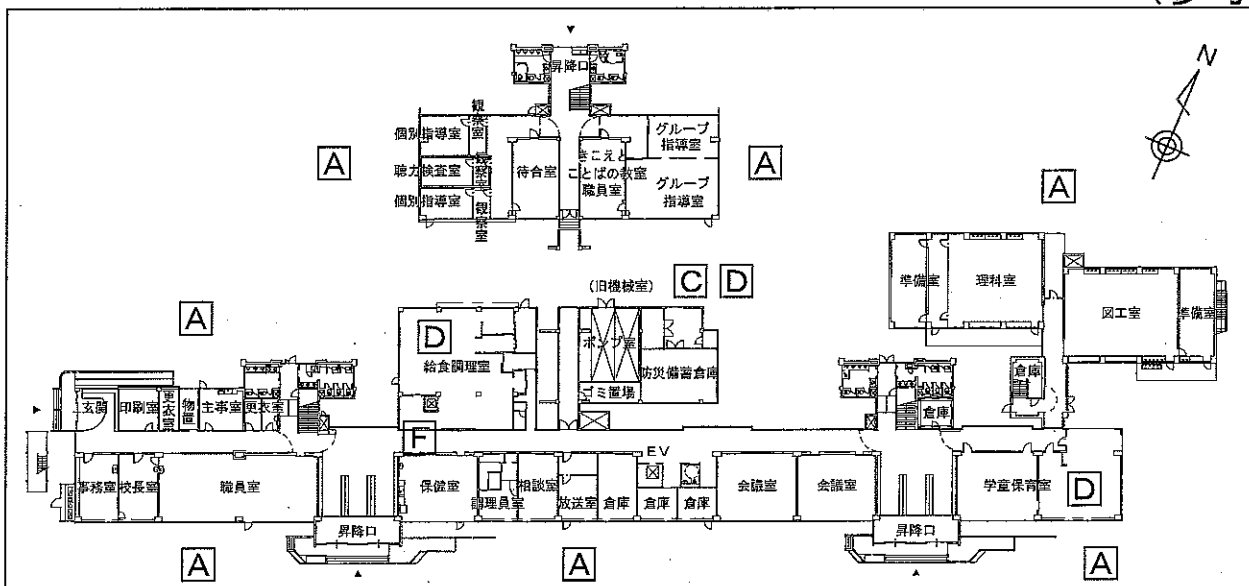 N
昇降口
個別指導室
観察室
聴力検査室
観察室
個別指導室
観察室
待合室
きこえと
ことばの教室
職員室
グループ
指導室
グループ
指導室
A
A
A
準備室
理科室
図工室
準備室
倉庫
(旧機械室)
C
D
A
D
給食調理室
ポンプ室
ゴミ置場
防災備蓄倉庫
玄関
印刷室
更衣室
物置
主事室
更衣室
倉庫
F
EV
事務室
校長室
職員室
保健室
調理員室
相談室
放送室
倉庫
倉庫
倉庫
会議室
会議室
学童保育室
D
昇降口
昇降口
A
A
A